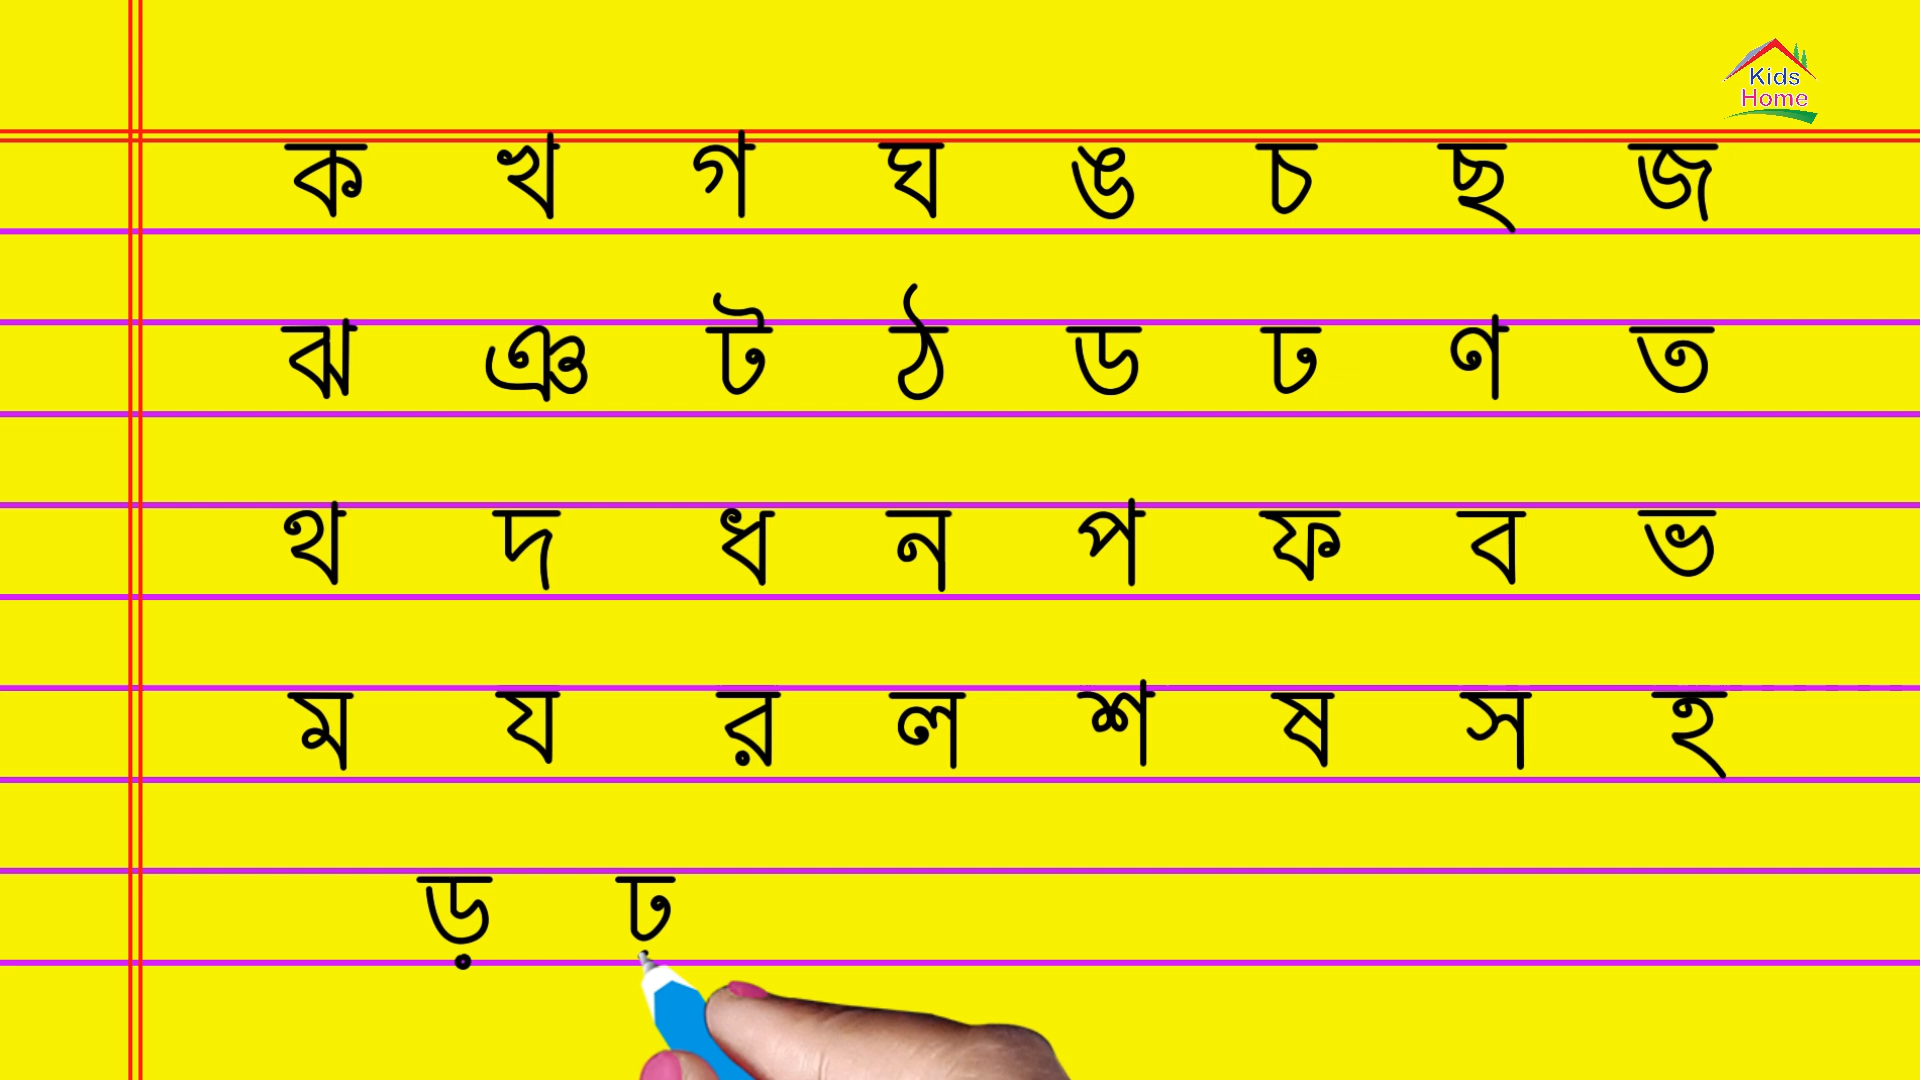 Kids
Home
ক খ গ ঘ ঙ চ ছ জ
ঝ ঞ ট ঠ ড ঢ ণ ত
থ দ ধ ন প ফ ব ভ
ম য র ল শ ষ স হ
ড় ঢ়